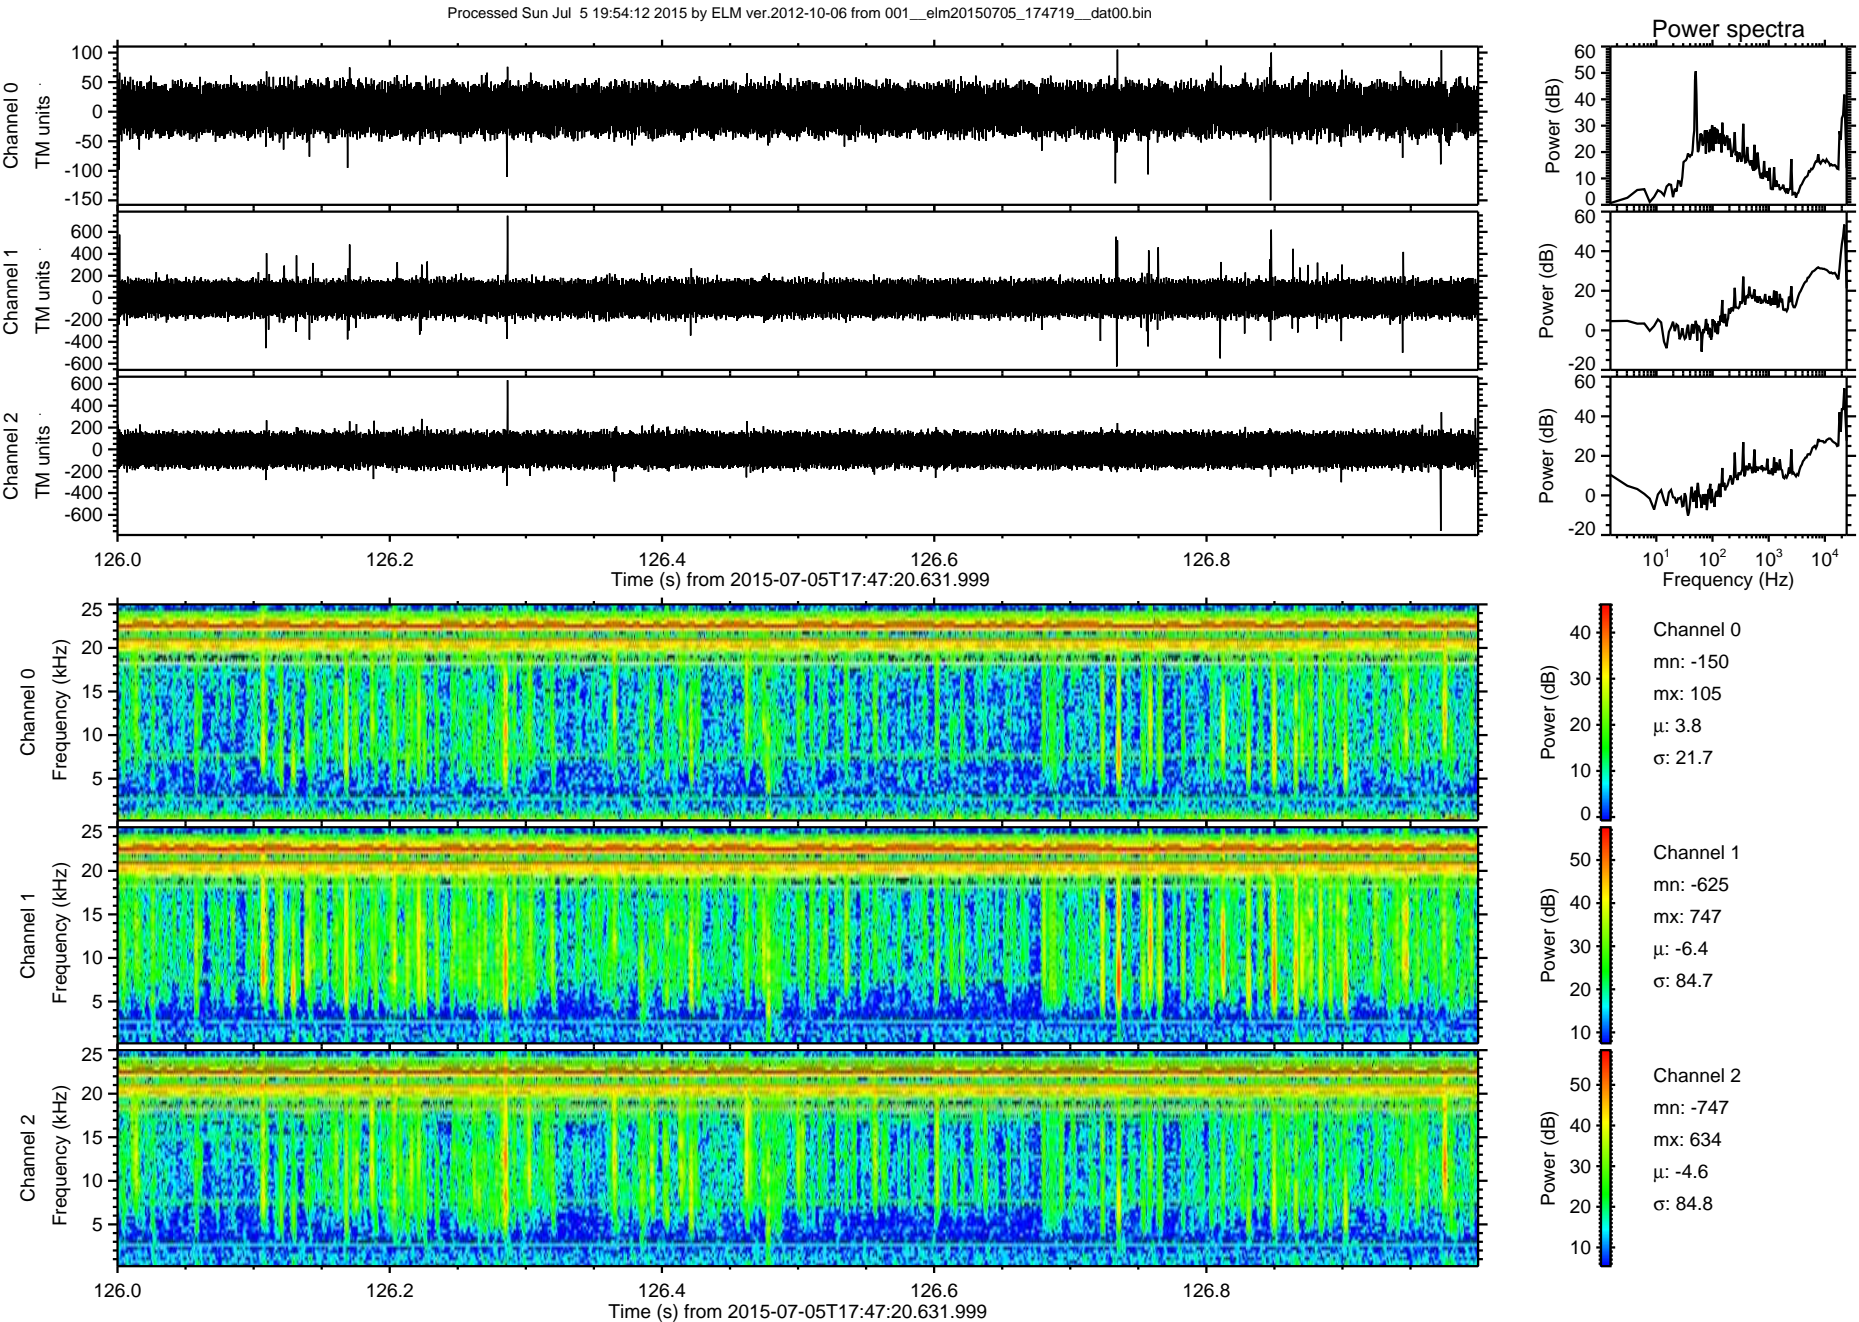 Processed Sun Jul  5 19:54:12 2015 by ELM ver.2012-10-06 from 001__elm20150705_174719__dat00.bin
Power spectra
Channel 0
TM units
100
50
0
-50
-100
-150
Power (dB)
60
50
40
30
20
10
0
Channel 1
TM units
600
400
200
0
-200
-400
-600
Power (dB)
60
40
20
0
-20
Channel 2
TM units
600
400
200
0
-200
-400
-600
Power (dB)
60
40
20
0
-20
126.0 126.2 126.4 126.6 126.8
Time (s) from 2015-07-05T17:47:20.631.999
10¹ 10² 10³ 10⁴
Frequency (Hz)
Channel 0
Frequency (kHz)
25
20
15
10
5
Power (dB)
40
30
20
10
0
Channel 0
mn: -150
mx: 105
μ: 3.8
σ: 21.7
Channel 1
Frequency (kHz)
25
20
15
10
5
Power (dB)
50
40
30
20
10
Channel 1
mn: -625
mx: 747
μ: -6.4
σ: 84.7
Channel 2
Frequency (kHz)
25
20
15
10
5
Power (dB)
50
40
30
20
10
Channel 2
mn: -747
mx: 634
μ: -4.6
σ: 84.8
126.0 126.2 126.4 126.6 126.8
Time (s) from 2015-07-05T17:47:20.631.999